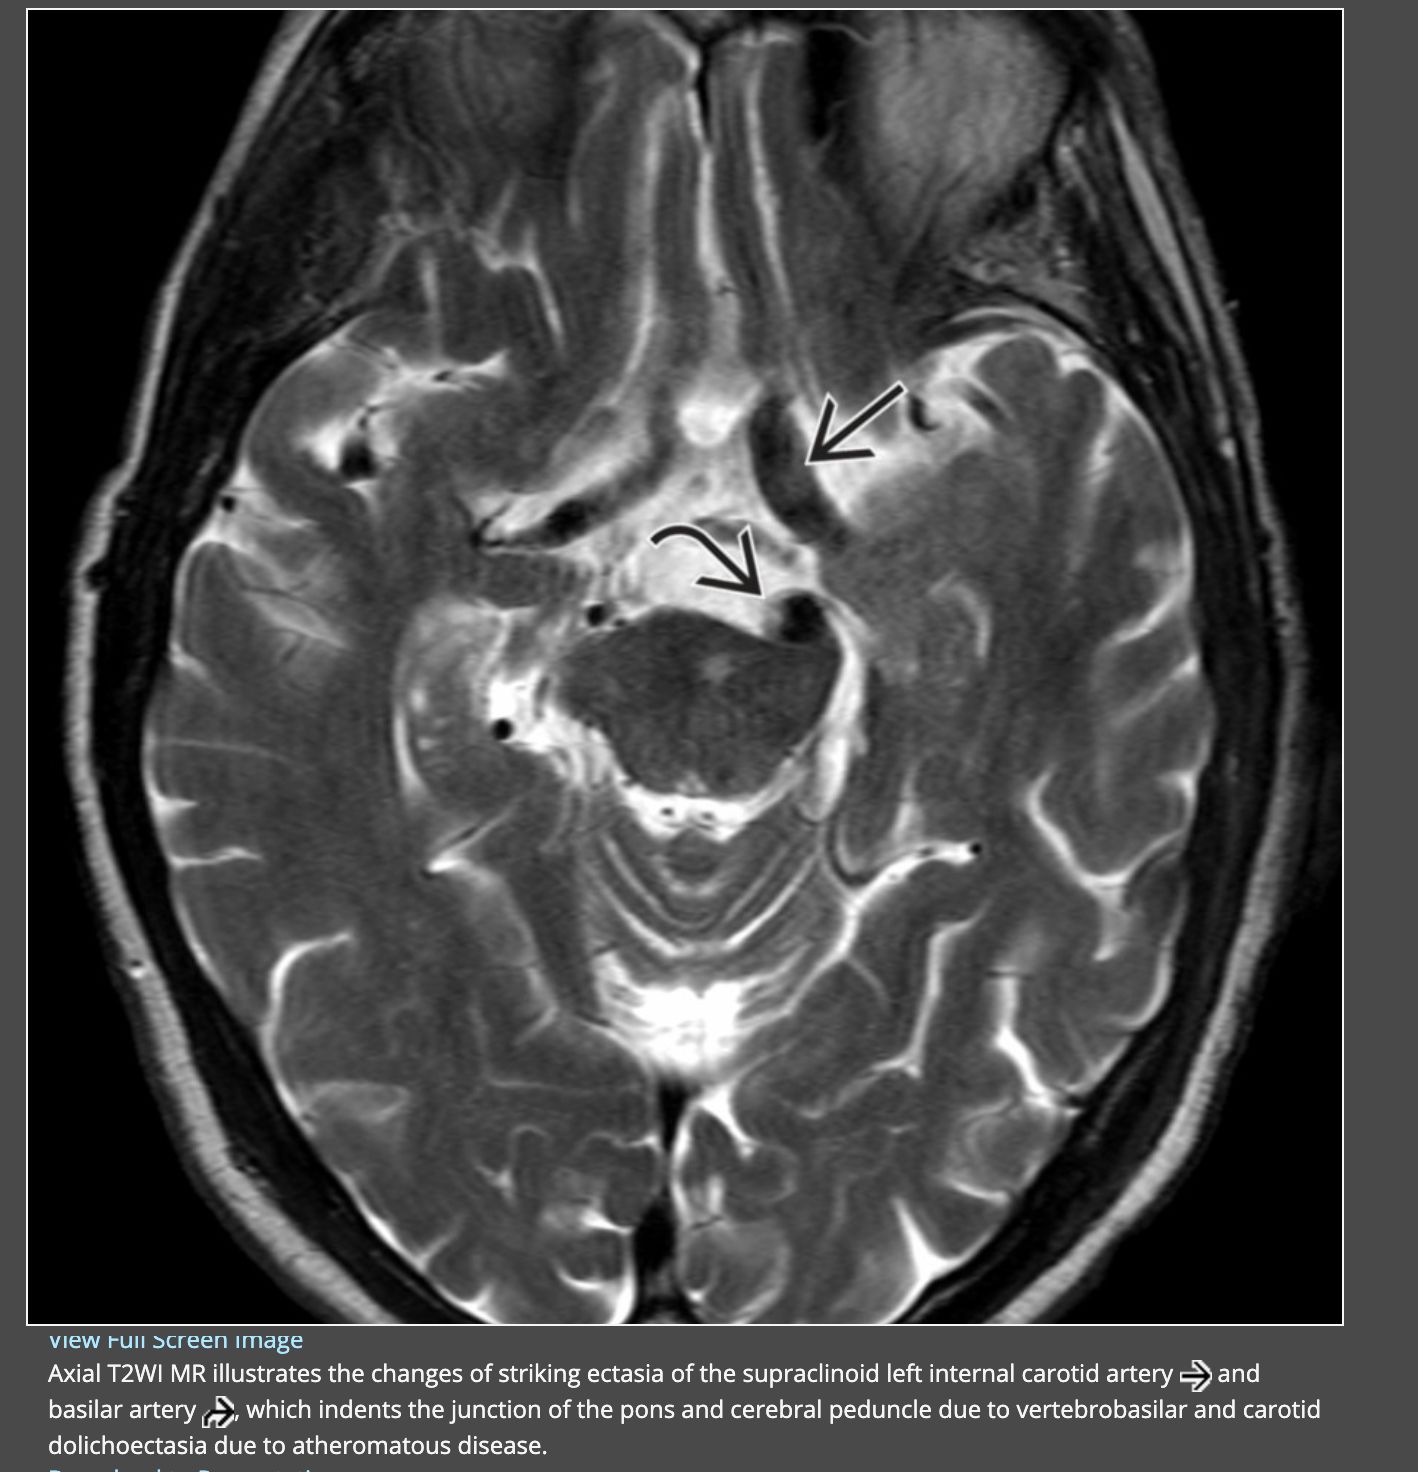 View Full Screen Image
Axial T2WI MR illustrates the changes of striking ectasia of the supraclinoid left internal carotid artery and
basilar artery , which indents the junction of the pons and cerebral peduncle due to vertebrobasilar and carotid
dolichoectasia due to atheromatous disease.